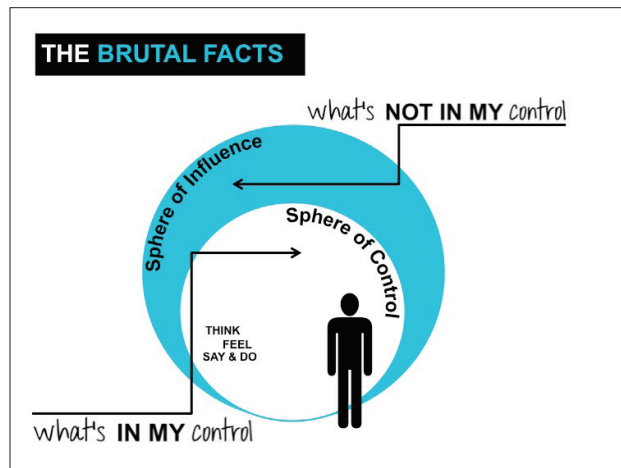 THE BRUTAL FACTS
what's NOT IN MY control
Sphere of Influence
Sphere of Control
THINK
FEEL
SAY & DO
what's IN MY control